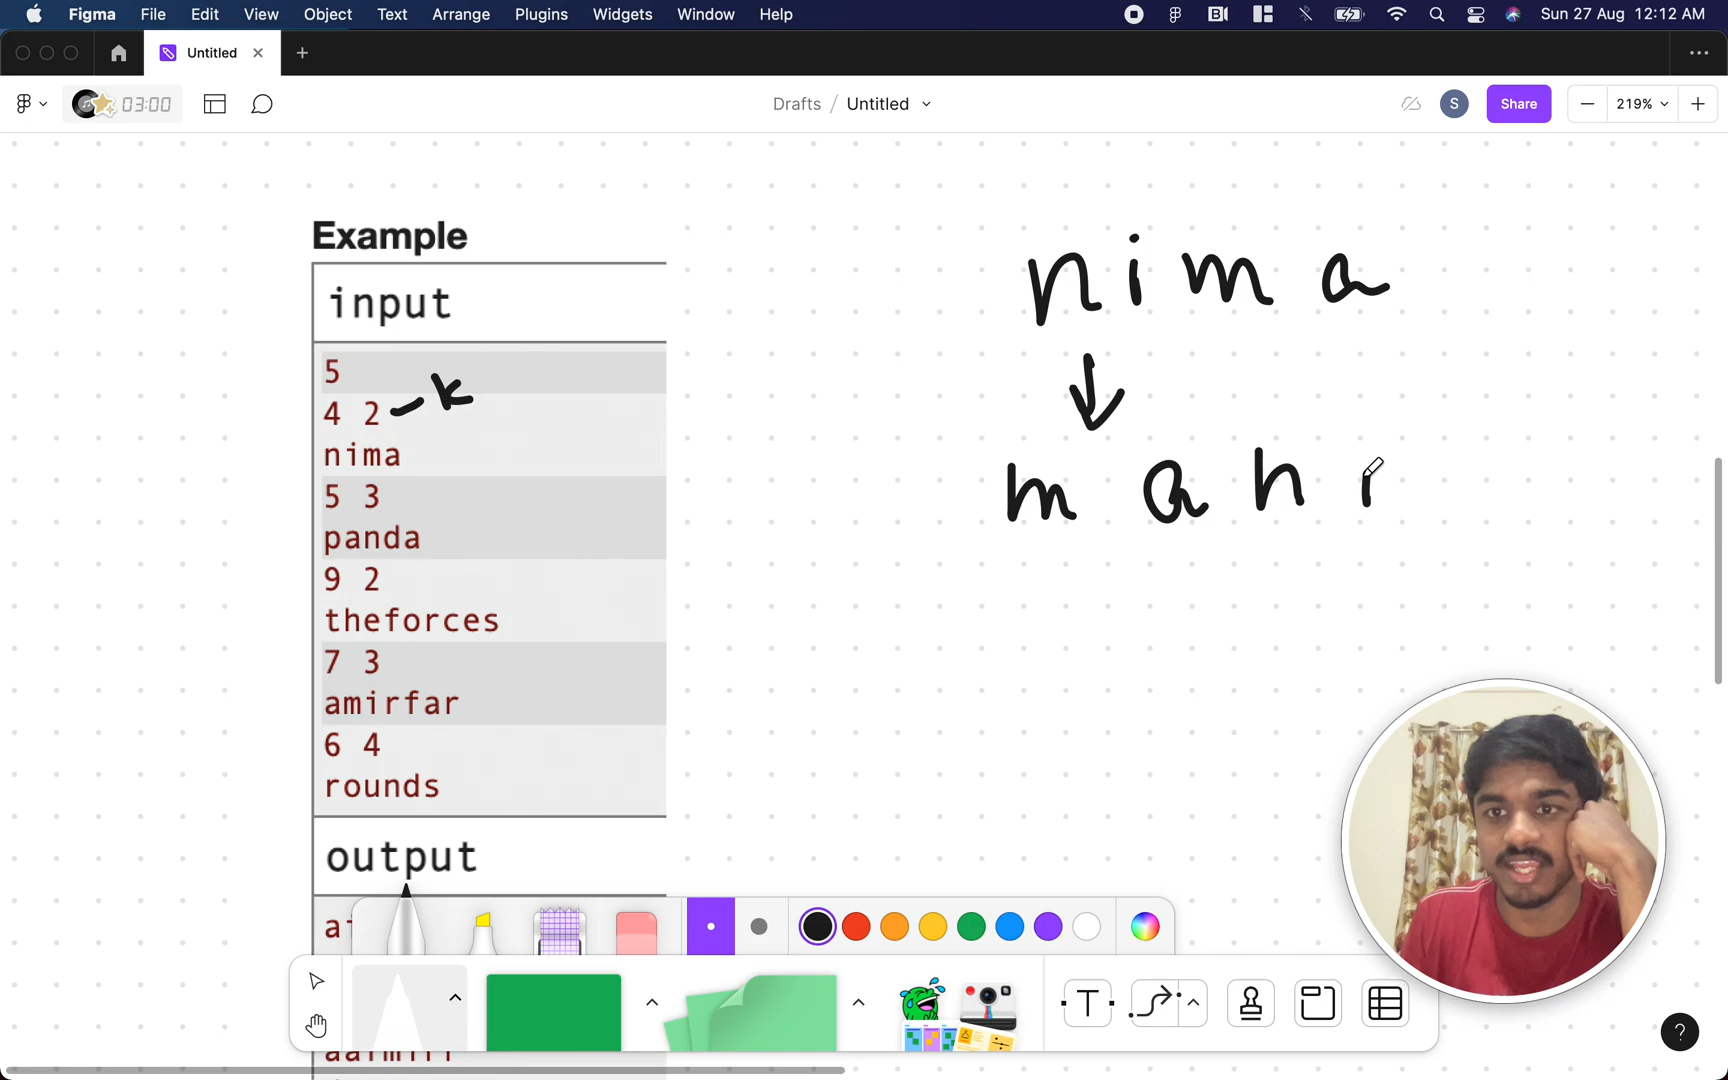 Figma File Edit View Object Text Arrange Plugins Widgets Window Help Sun 27 Aug 12:12 AM
Untitled
03:00 Drafts / Untitled S Share 219%
Example
input
5
4 2 - k
nima
5 3
panda
9 2
theforces
7 3
amirfar
6 4
rounds
output
nima
↓
m a n i
T
?